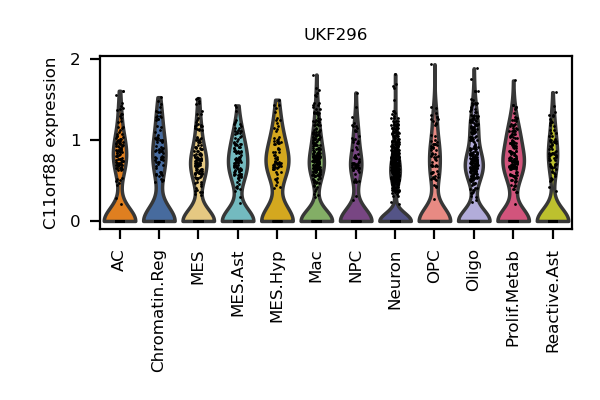 UKF296
C11orf88 expression
2
1
0
AC
Chromatin.Reg
MES
MES.Ast
MES.Hyp
Mac
NPC
Neuron
OPC
Oligo
Prolif.Metab
Reactive.Ast